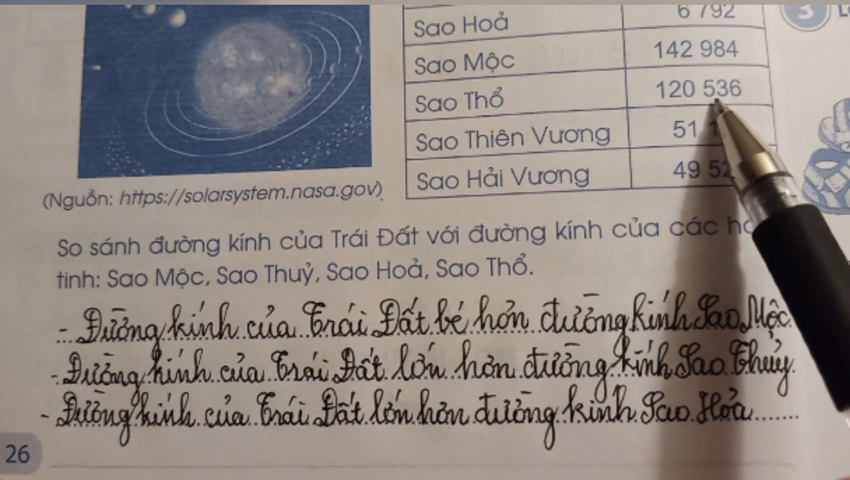 Sao Hoả 6 792
Sao Mộc 142 984
Sao Thổ 120 536
Sao Thiên Vương 51 1
Sao Hải Vương 49 52
(Nguồn: https://solarsystem.nasa.gov)
So sánh đường kính của Trái Đất với đường kính của các
tinh: Sao Mộc, Sao Thuỷ, Sao Hoả, Sao Thổ.
- Đường kính của Trái Đất bé hơn đường kính Sao Mộc
- Đường kính của Trái Đất lớn hơn đường kính Sao Thủy
- Đường kính của Trái Đất lớn hơn đường kính Sao Hỏa
26
3